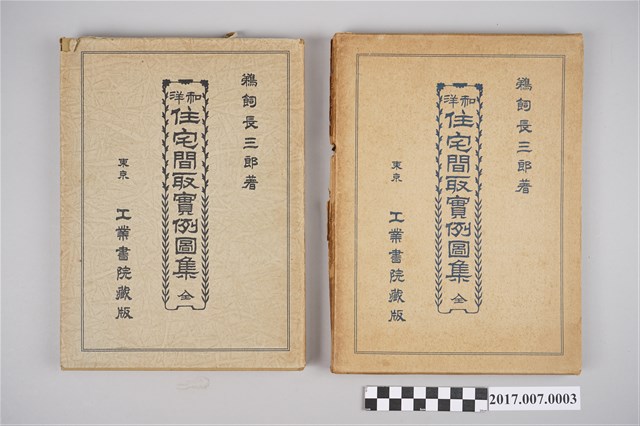 鵜飼長三郎著
和洋
住宅間取實例圖集 全
東京
工業書院藏版
鵜飼長三郎著
和洋
住宅間取實例圖集 全
東京
工業書院藏版
2017.007.0003